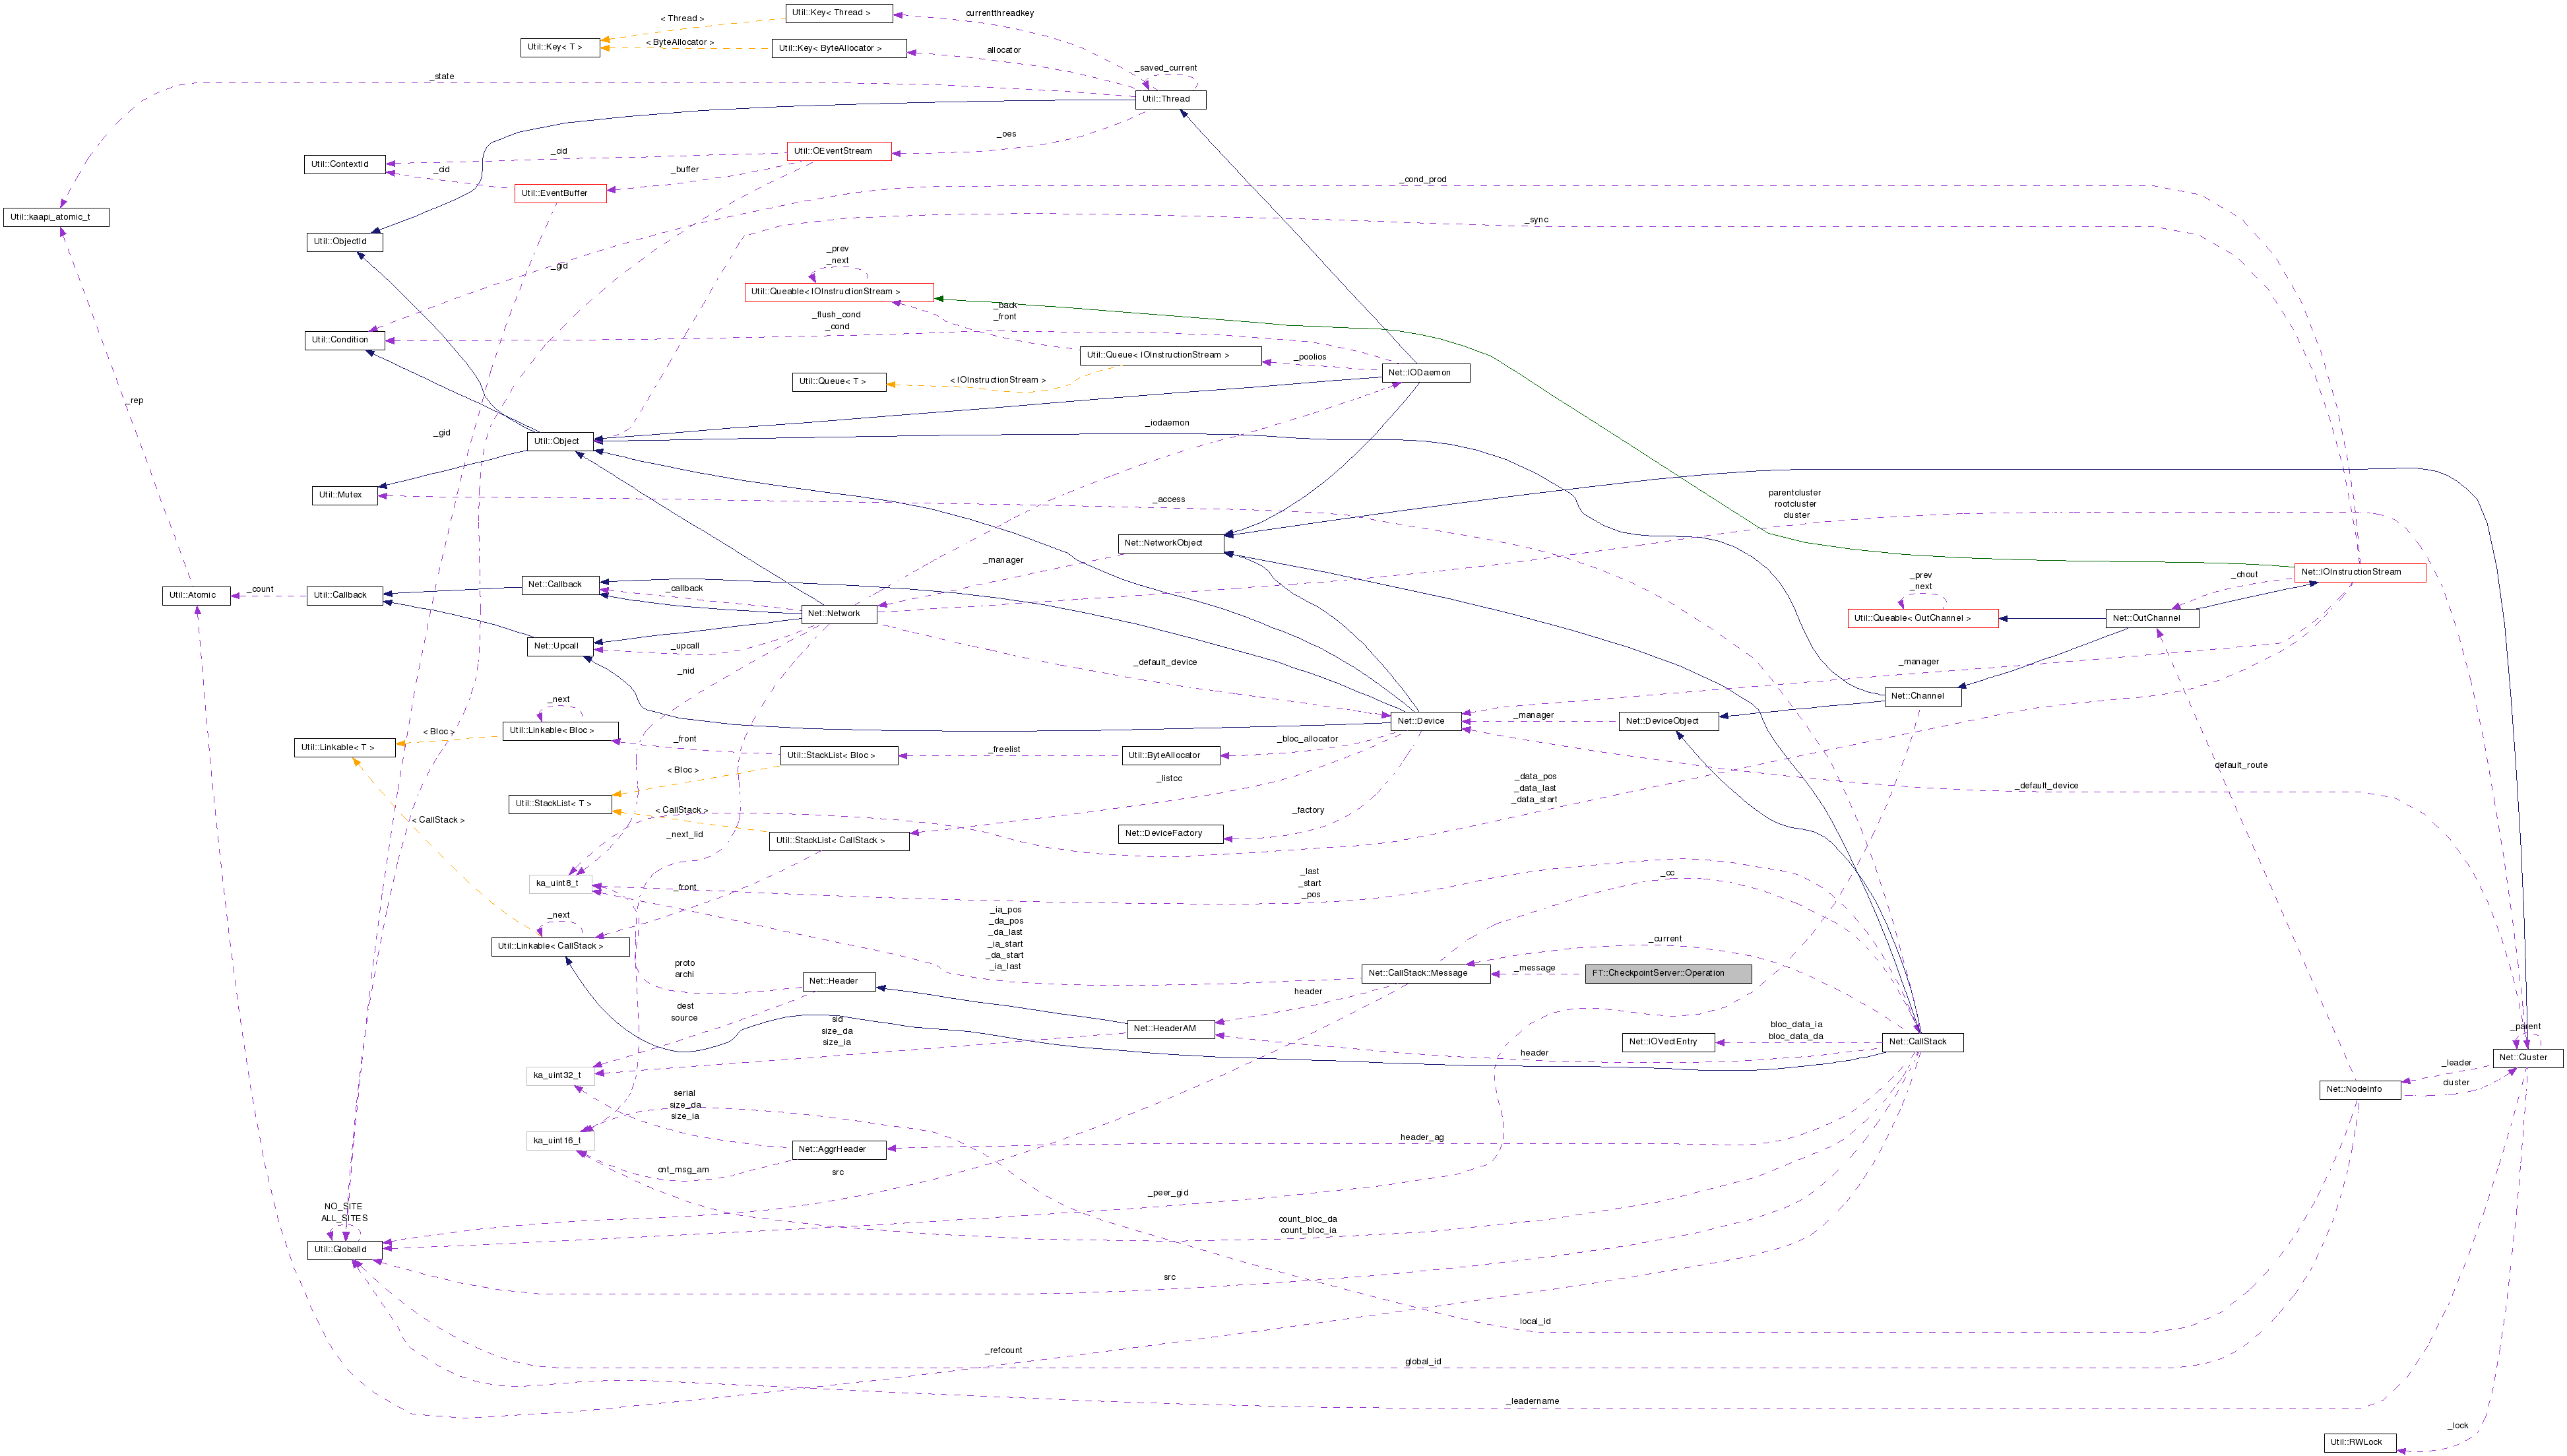 Util::Key< Thread >
currentthreadkey
< Thread >
Util::Key< T >
< ByteAllocator >
Util::Key< ByteAllocator >
allocator
_state
_saved_current
Util::Thread
_oes
Util::ContextId
_cid
Util::OEventStream
_cid
_buffer
Util::EventBuffer
_cond_prod
Util::kaapi_atomic_t
_sync
Util::ObjectId
_prev
_next
_gid
Util::Queable< IOInstructionStream >
_back
_front
_flush_cond
_cond
Util::Condition
Util::Queue< IOInstructionStream >
_poolios
Net::IODaemon
Util::Queue< T >
< IOInstructionStream >
_rep
_iodaemon
_gid
Util::Object
Util::Mutex
_access
parentcluster
rootcluster
cluster
Net::NetworkObject
_manager
Net::IOInstructionStream
_chout
_prev
_next
Util::Atomic
_count
Util::Callback
Net::Callback
_callback
Net::Network
Util::Queable< OutChannel >
Net::OutChannel
Net::Upcall
_upcall
_nid
_default_device
_manager
Net::Channel
_next
Util::Linkable< Bloc >
Net::Device
_manager
Net::DeviceObject
< Bloc >
_front
_bloc_allocator
Util::Linkable< T >
Util::StackList< Bloc >
_freelist
Util::ByteAllocator
< Bloc >
_listcc
_data_pos
_data_last
_data_start
default_route
_default_device
Util::StackList< T >
< CallStack >
_factory
< CallStack >
_next_lid
Util::StackList< CallStack >
Net::DeviceFactory
ka_uint8_t
_front
_last
_start
_pos
_cc
_next
_ia_pos
_da_pos
_da_last
_ia_start
_da_start
_ia_last
Util::Linkable< CallStack >
_current
proto
archi
Net::Header
Net::CallStack::Message
_message
FT::CheckpointServer::Operation
header
dest
source
sid
size_da
size_ia
Net::HeaderAM
header
Net::IOVectEntry
bloc_data_ia
bloc_data_da
Net::CallStack
_parent
Net::Cluster
_leader
cluster
Net::NodeInfo
ka_uint32_t
serial
size_da
size_ia
ka_uint16_t
Net::AggrHeader
header_ag
cnt_msg_am
src
_peer_gid
NO_SITE
ALL_SITES
count_bloc_da
count_bloc_ia
Util::GlobalId
src
local_id
_refcount
global_id
_leadername
_lock
Util::RWLock